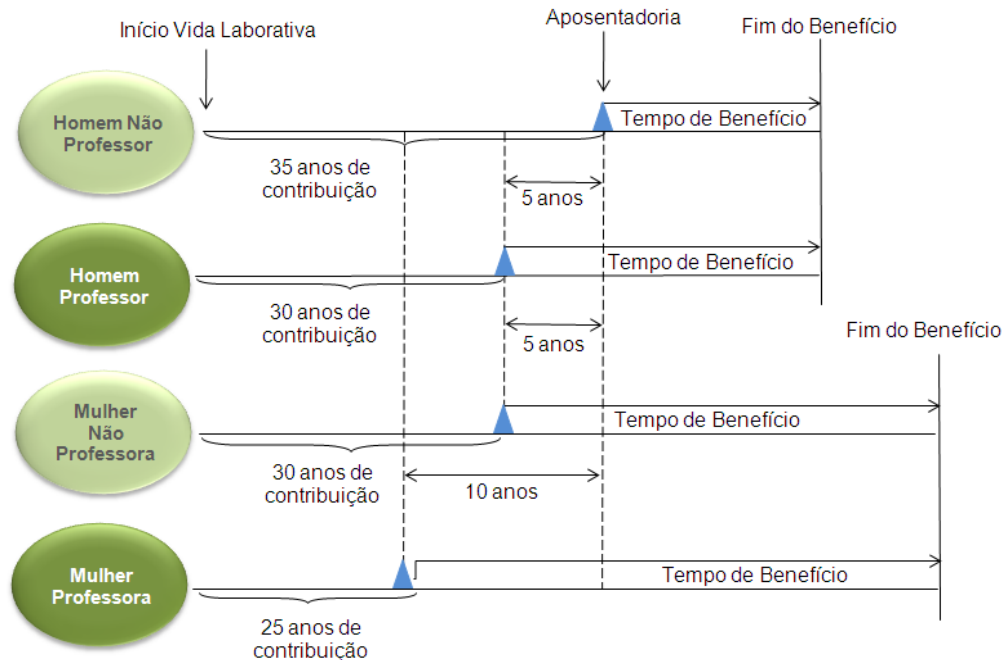 Início Vida Laborativa
Aposentadoria
Fim do Benefício
Homem Não
Professor
Tempo de Benefício
35 anos de
contribuição
5 anos
Homem
Professor
Tempo de Benefício
30 anos de
contribuição
5 anos
Fim do Benefício
Mulher
Não
Professora
Tempo de Benefício
30 anos de
contribuição
10 anos
Mulher
Professora
Tempo de Benefício
25 anos de
contribuição